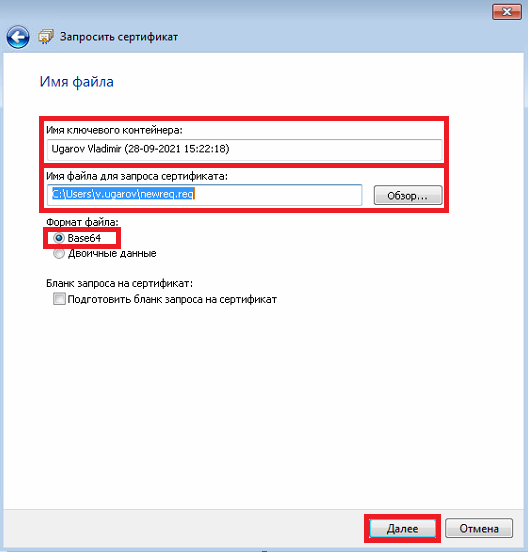 Запросить сертификат
Имя файла
Имя ключевого контейнера:
Ugarov Vladimir (28-09-2021 15:22:18)
Имя файла для запроса сертификата:
C:\Users\v.ugarov\newreq.req
Обзор...
Формат файла:
Base64
Двоичные данные
Бланк запроса на сертификат:
Подготовить бланк запроса на сертификат
Далее
Отмена